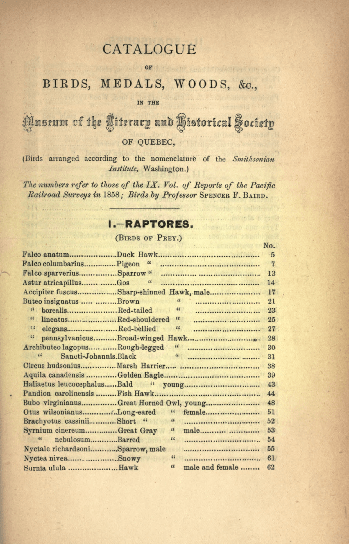 CATALOGUE
OF
BIRDS, MEDALS, WOODS, &c.,
IN THE
Museum of the Literary and Historical Society
OF QUEBEC,
(Birds arranged according to the nomenclature of the Smithsonian
Institute, Washington.)
The numbers refer to those of the IX. Vol. of Reports of the Pacific
Railroad Surveys in 1858; Birds by Professor SPENCER F. BAIRD.
I.—RAPTORES.
(BIRDS OF PREY.)
No.
Falco anatum............Duck Hawk............ 5
Falco columbarius............Pigeon " ............ 7
Falco sparverius............Sparrow " ............ 13
Astur atricapillus............Gos " ............ 14
Accipiter fuscus............Sharp-shinned Hawk, male............ 17
Buteo insignatus............Brown " ............ 21
" borealis............Red-tailed " ............ 23
" lineatus............Red-shouldered " ............ 25
" elegans............Red-bellied " ............ 27
" pennsylvanicus............Broad-winged Hawk............ 28
Archibuteo lagopus............Rough-legged " ............ 30
" Sancti-Johannis.Black " ............ 31
Circus hudsonius............Marsh Harrier............ 38
Aquila canadensis............Golden Eagle............ 39
Haliaetus leucocephalus...Bald " young............ 43
Pandion carolinensis............Fish Hawk............ 44
Bubo virginianus............Great Horned Owl, young............ 48
Otus wilsonianus............Long-eared " female............ 51
Brachyotus cassinii............Short " " ............ 52
Syrnium cinereum............Great Gray " male............ 53
" nebulosum............Barred " ............ 54
Nyctale richardsoni............Sparrow, male ............ 55
Nyctea nivea............Snowy " ............ 61
Surnia ulula ............Hawk " male and female ........ 62